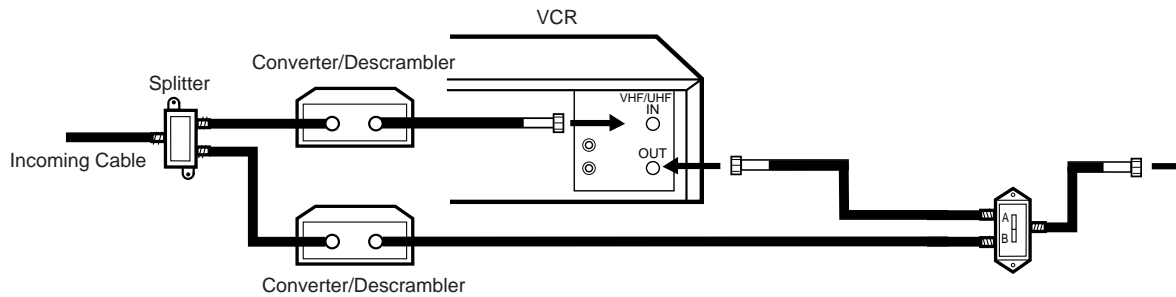 VCR
Converter/Descrambler
Splitter
VHF/UHF
IN
Incoming Cable
OUT
A
B
Converter/Descrambler